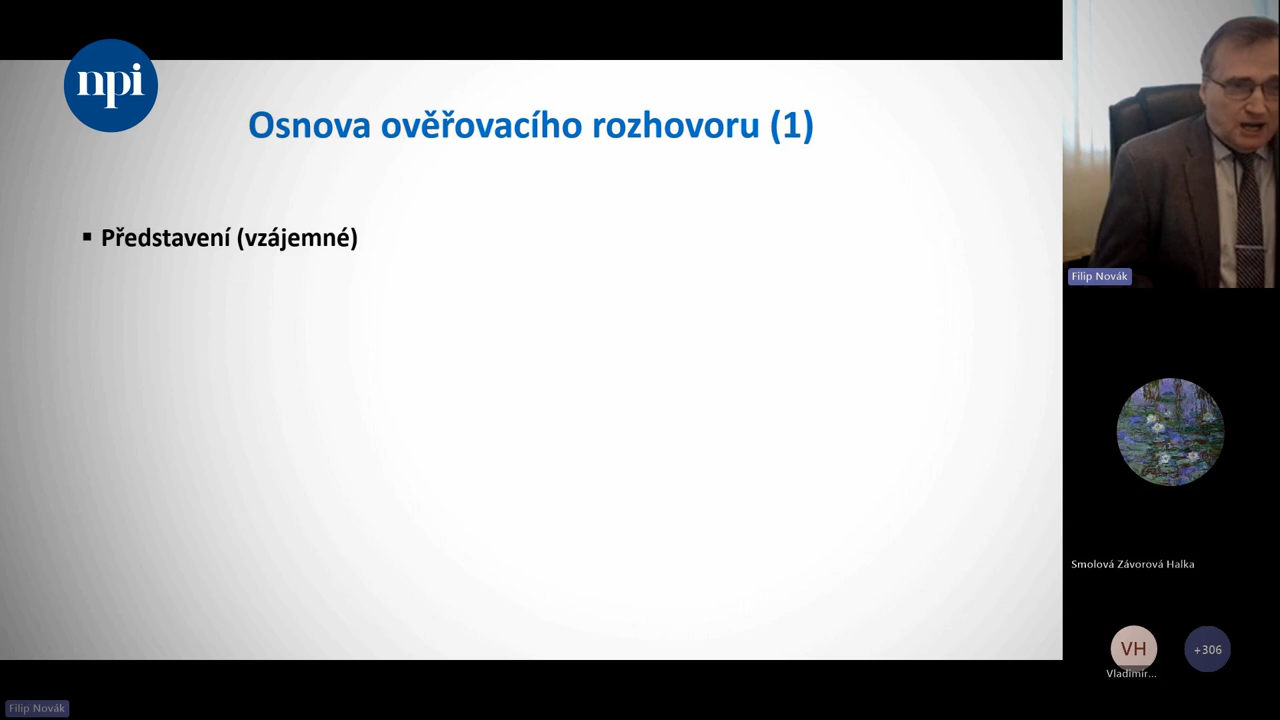 npi
Osnova ověřovacího rozhovoru (1)
▪ Představení (vzájemné)
Filip Novák
Smolová Závorová Halka
VH
+306
Vladimír...
Filip Novák